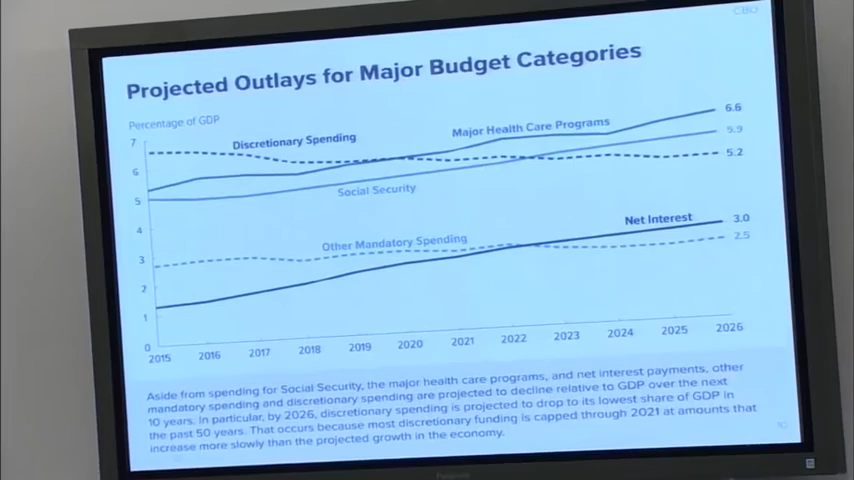 CBO
Projected Outlays for Major Budget Categories
Percentage of GDP
7
6
5
4
3
2
1
0
Discretionary Spending
Major Health Care Programs
Social Security
Other Mandatory Spending
Net Interest
6.6
5.9
5.2
3.0
2.5
2015 2016 2017 2018 2019 2020 2021 2022 2023 2024 2025 2026
Aside from spending for Social Security, the major health care programs, and net interest payments, other
mandatory spending and discretionary spending are projected to decline relative to GDP over the next
10 years. In particular, by 2026, discretionary spending is projected to drop to its lowest share of GDP in
the past 50 years. That occurs because most discretionary funding is capped through 2021 at amounts that
increase more slowly than the projected growth in the economy.
10
Panasonic